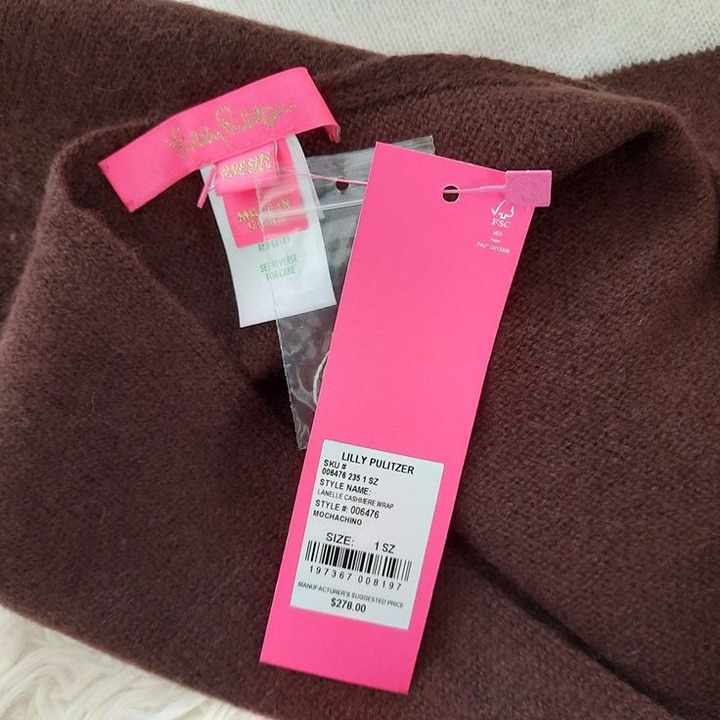 Lilly Pulitzer
ONE SIZE
MADE IN
SEE REVERSE
FOR CARE
FSC
MIX
LILLY PULITZER
SKU #
006476 235 1 SZ
STYLE NAME:
LANELLE CASHMERE WRAP
STYLE #: 006476
MOCHACHINO
SIZE: 1 SZ
197367 008197
MANUFACTURER'S SUGGESTED PRICE
$278.00